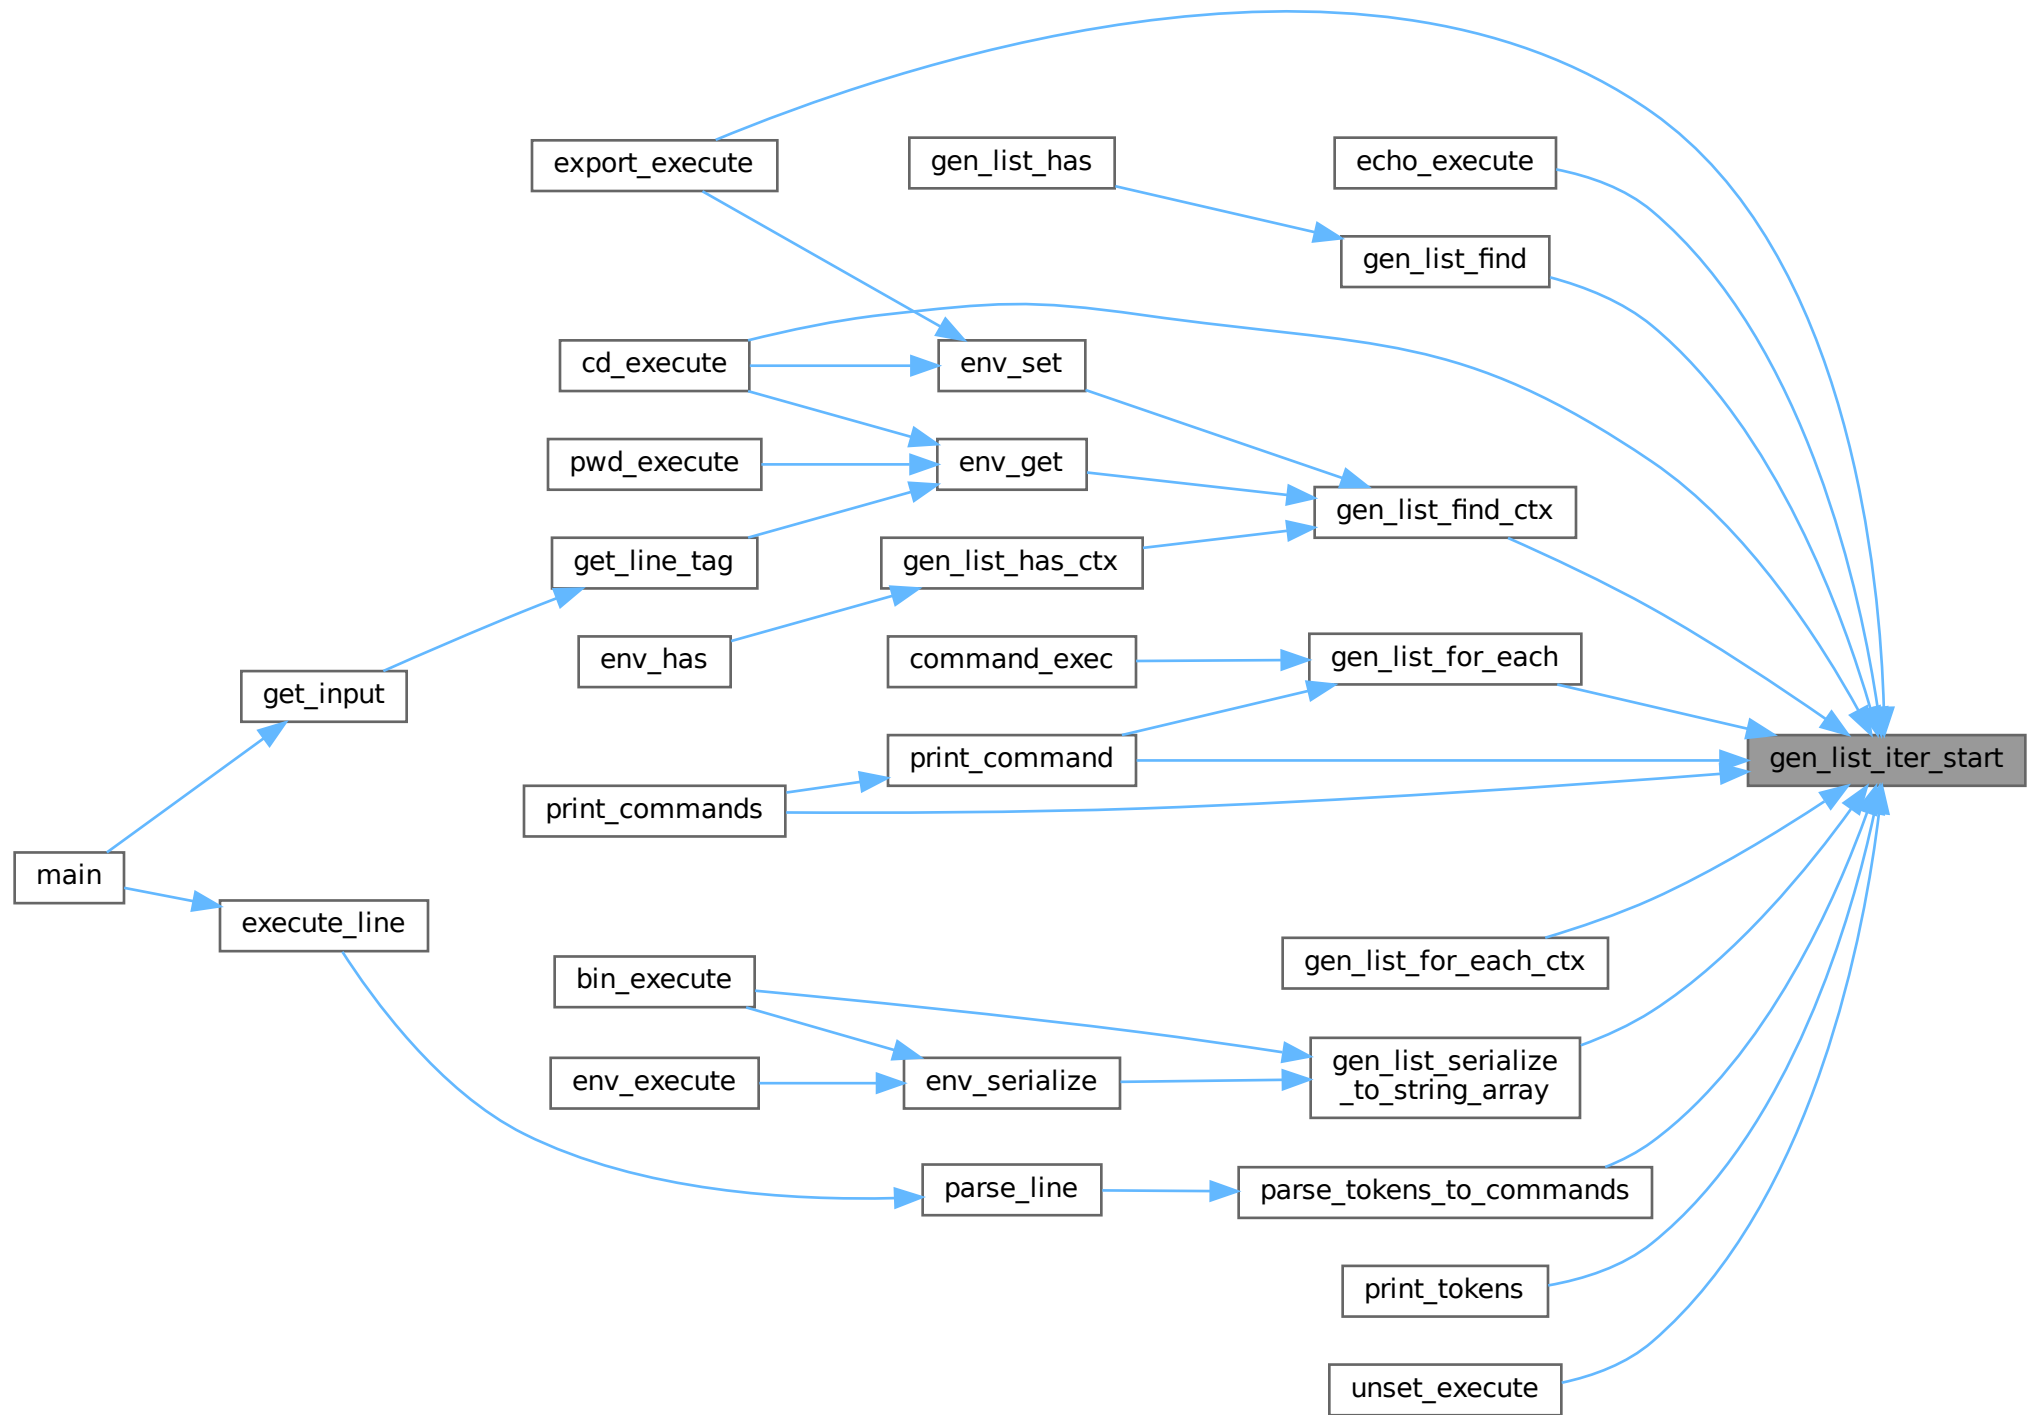 export_execute
gen_list_has
echo_execute
gen_list_find
cd_execute
env_set
pwd_execute
env_get
gen_list_find_ctx
get_line_tag
gen_list_has_ctx
env_has
command_exec
gen_list_for_each
get_input
print_command
gen_list_iter_start
print_commands
main
execute_line
gen_list_for_each_ctx
bin_execute
env_execute
env_serialize
gen_list_serialize
_to_string_array
parse_line
parse_tokens_to_commands
print_tokens
unset_execute